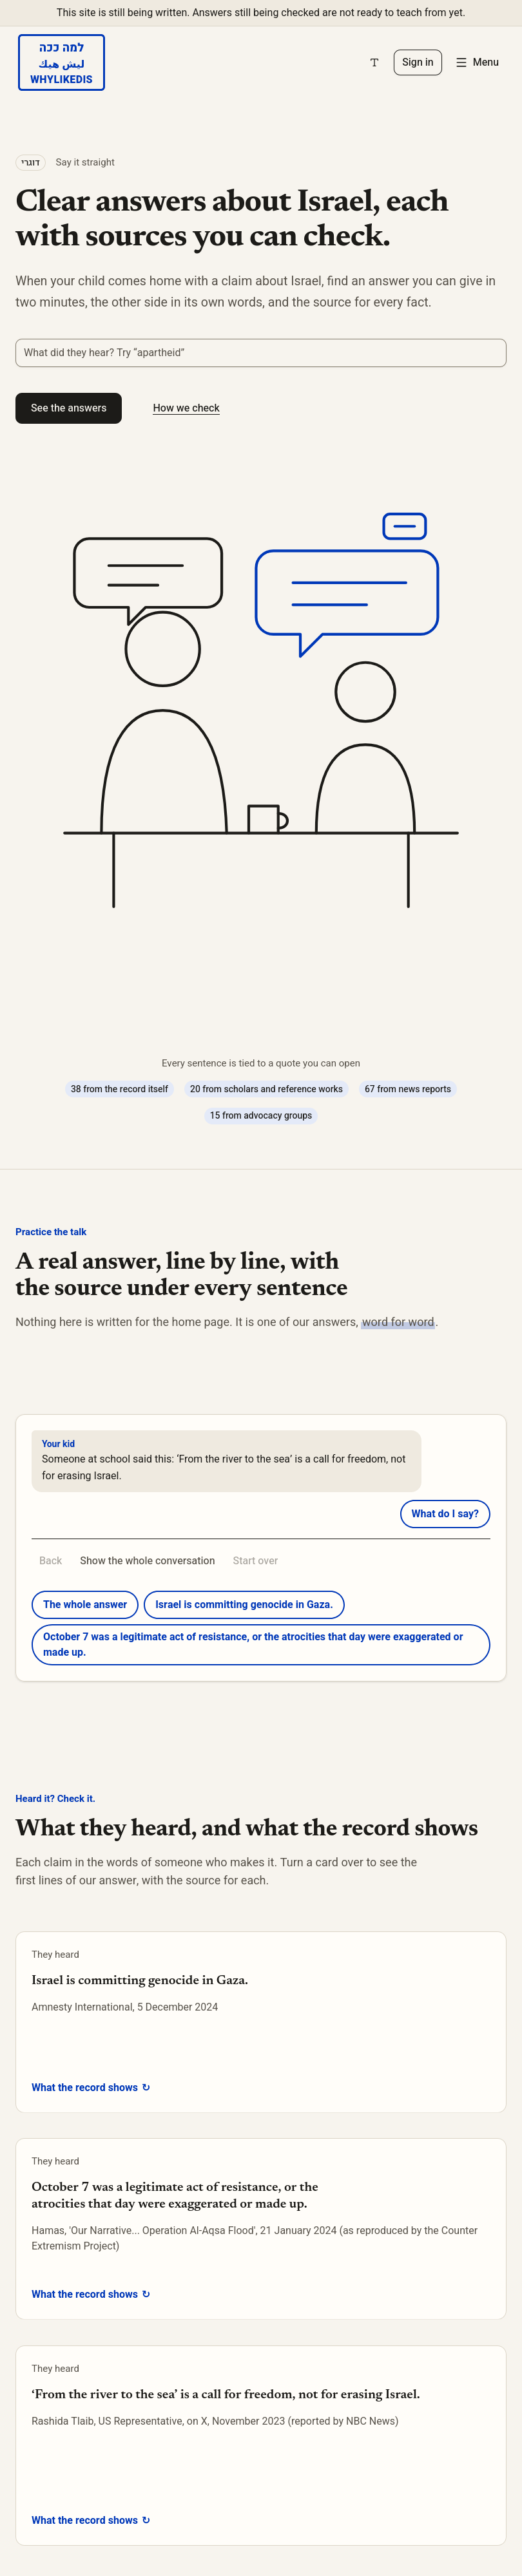 This site is still being written. Answers still being checked are not ready to teach from yet.
למה ככה
ليش هيك
WHYLIKEDIS
T
Sign in
Menu
דוגרי
Say it straight
Clear answers about Israel, each
with sources you can check.
When your child comes home with a claim about Israel, find an answer you can give in
two minutes, the other side in its own words, and the source for every fact.
What did they hear? Try “apartheid”
See the answers
How we check
Every sentence is tied to a quote you can open
38 from the record itself
20 from scholars and reference works
67 from news reports
15 from advocacy groups
Practice the talk
A real answer, line by line, with
the source under every sentence
Nothing here is written for the home page. It is one of our answers, word for word.
Your kid
Someone at school said this: ‘From the river to the sea’ is a call for freedom, not
for erasing Israel.
What do I say?
Back
Show the whole conversation
Start over
The whole answer
Israel is committing genocide in Gaza.
October 7 was a legitimate act of resistance, or the atrocities that day were exaggerated or
made up.
Heard it? Check it.
What they heard, and what the record shows
Each claim in the words of someone who makes it. Turn a card over to see the
first lines of our answer, with the source for each.
They heard
Israel is committing genocide in Gaza.
Amnesty International, 5 December 2024
What the record shows ↻
They heard
October 7 was a legitimate act of resistance, or the
atrocities that day were exaggerated or made up.
Hamas, 'Our Narrative... Operation Al-Aqsa Flood', 21 January 2024 (as reproduced by the Counter
Extremism Project)
What the record shows ↻
They heard
‘From the river to the sea’ is a call for freedom, not for erasing Israel.
Rashida Tlaib, US Representative, on X, November 2023 (reported by NBC News)
What the record shows ↻